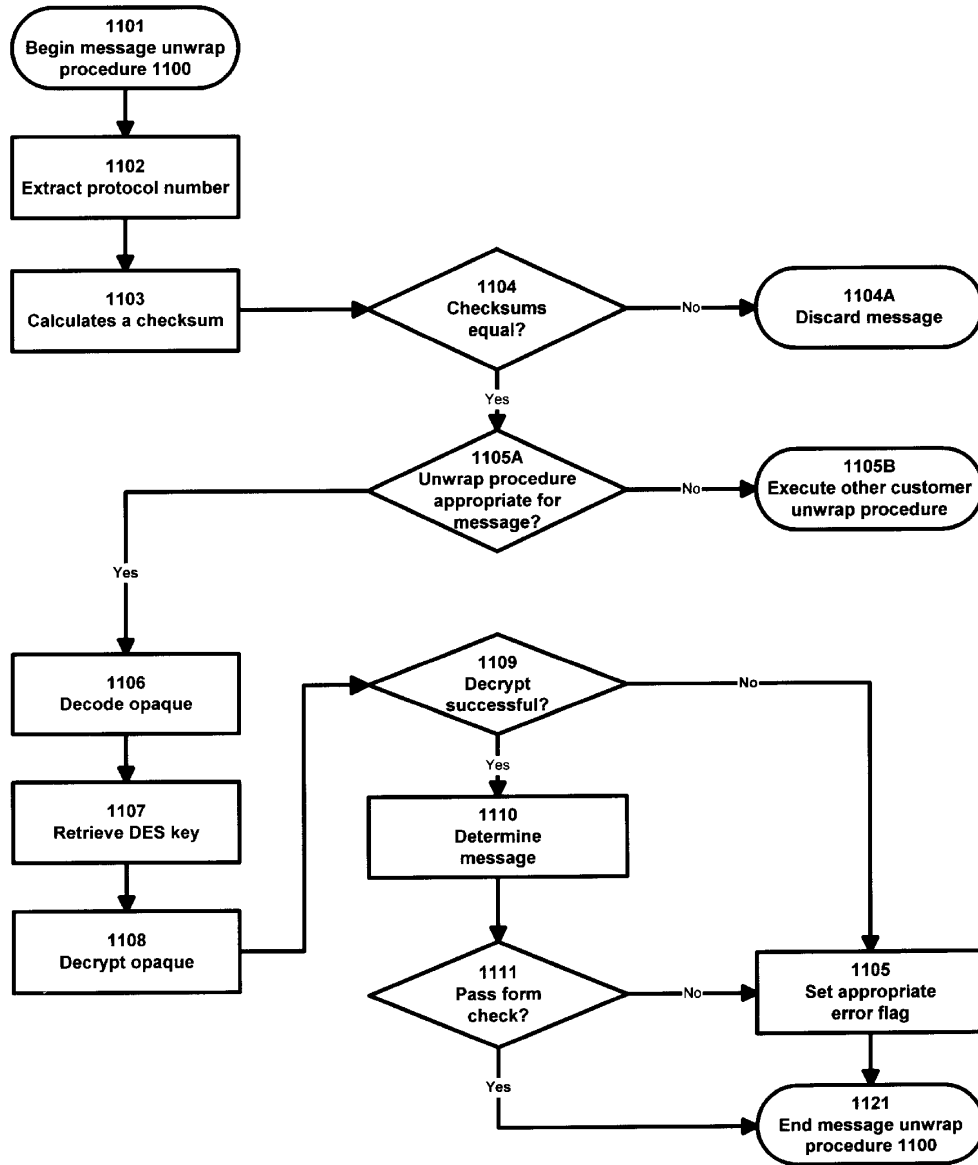 1101
Begin message unwrap
procedure 1100
1102
Extract protocol number
1103
Calculates a checksum
1104
Checksums
equal?
No
1104A
Discard message
Yes
1105A
Unwrap procedure
appropriate for
message?
No
1105B
Execute other customer
unwrap procedure
Yes
1106
Decode opaque
1107
Retrieve DES key
1108
Decrypt opaque
1109
Decrypt
successful?
No
Yes
1110
Determine
message
1111
Pass form
check?
No
1105
Set appropriate
error flag
Yes
1121
End message unwrap
procedure 1100